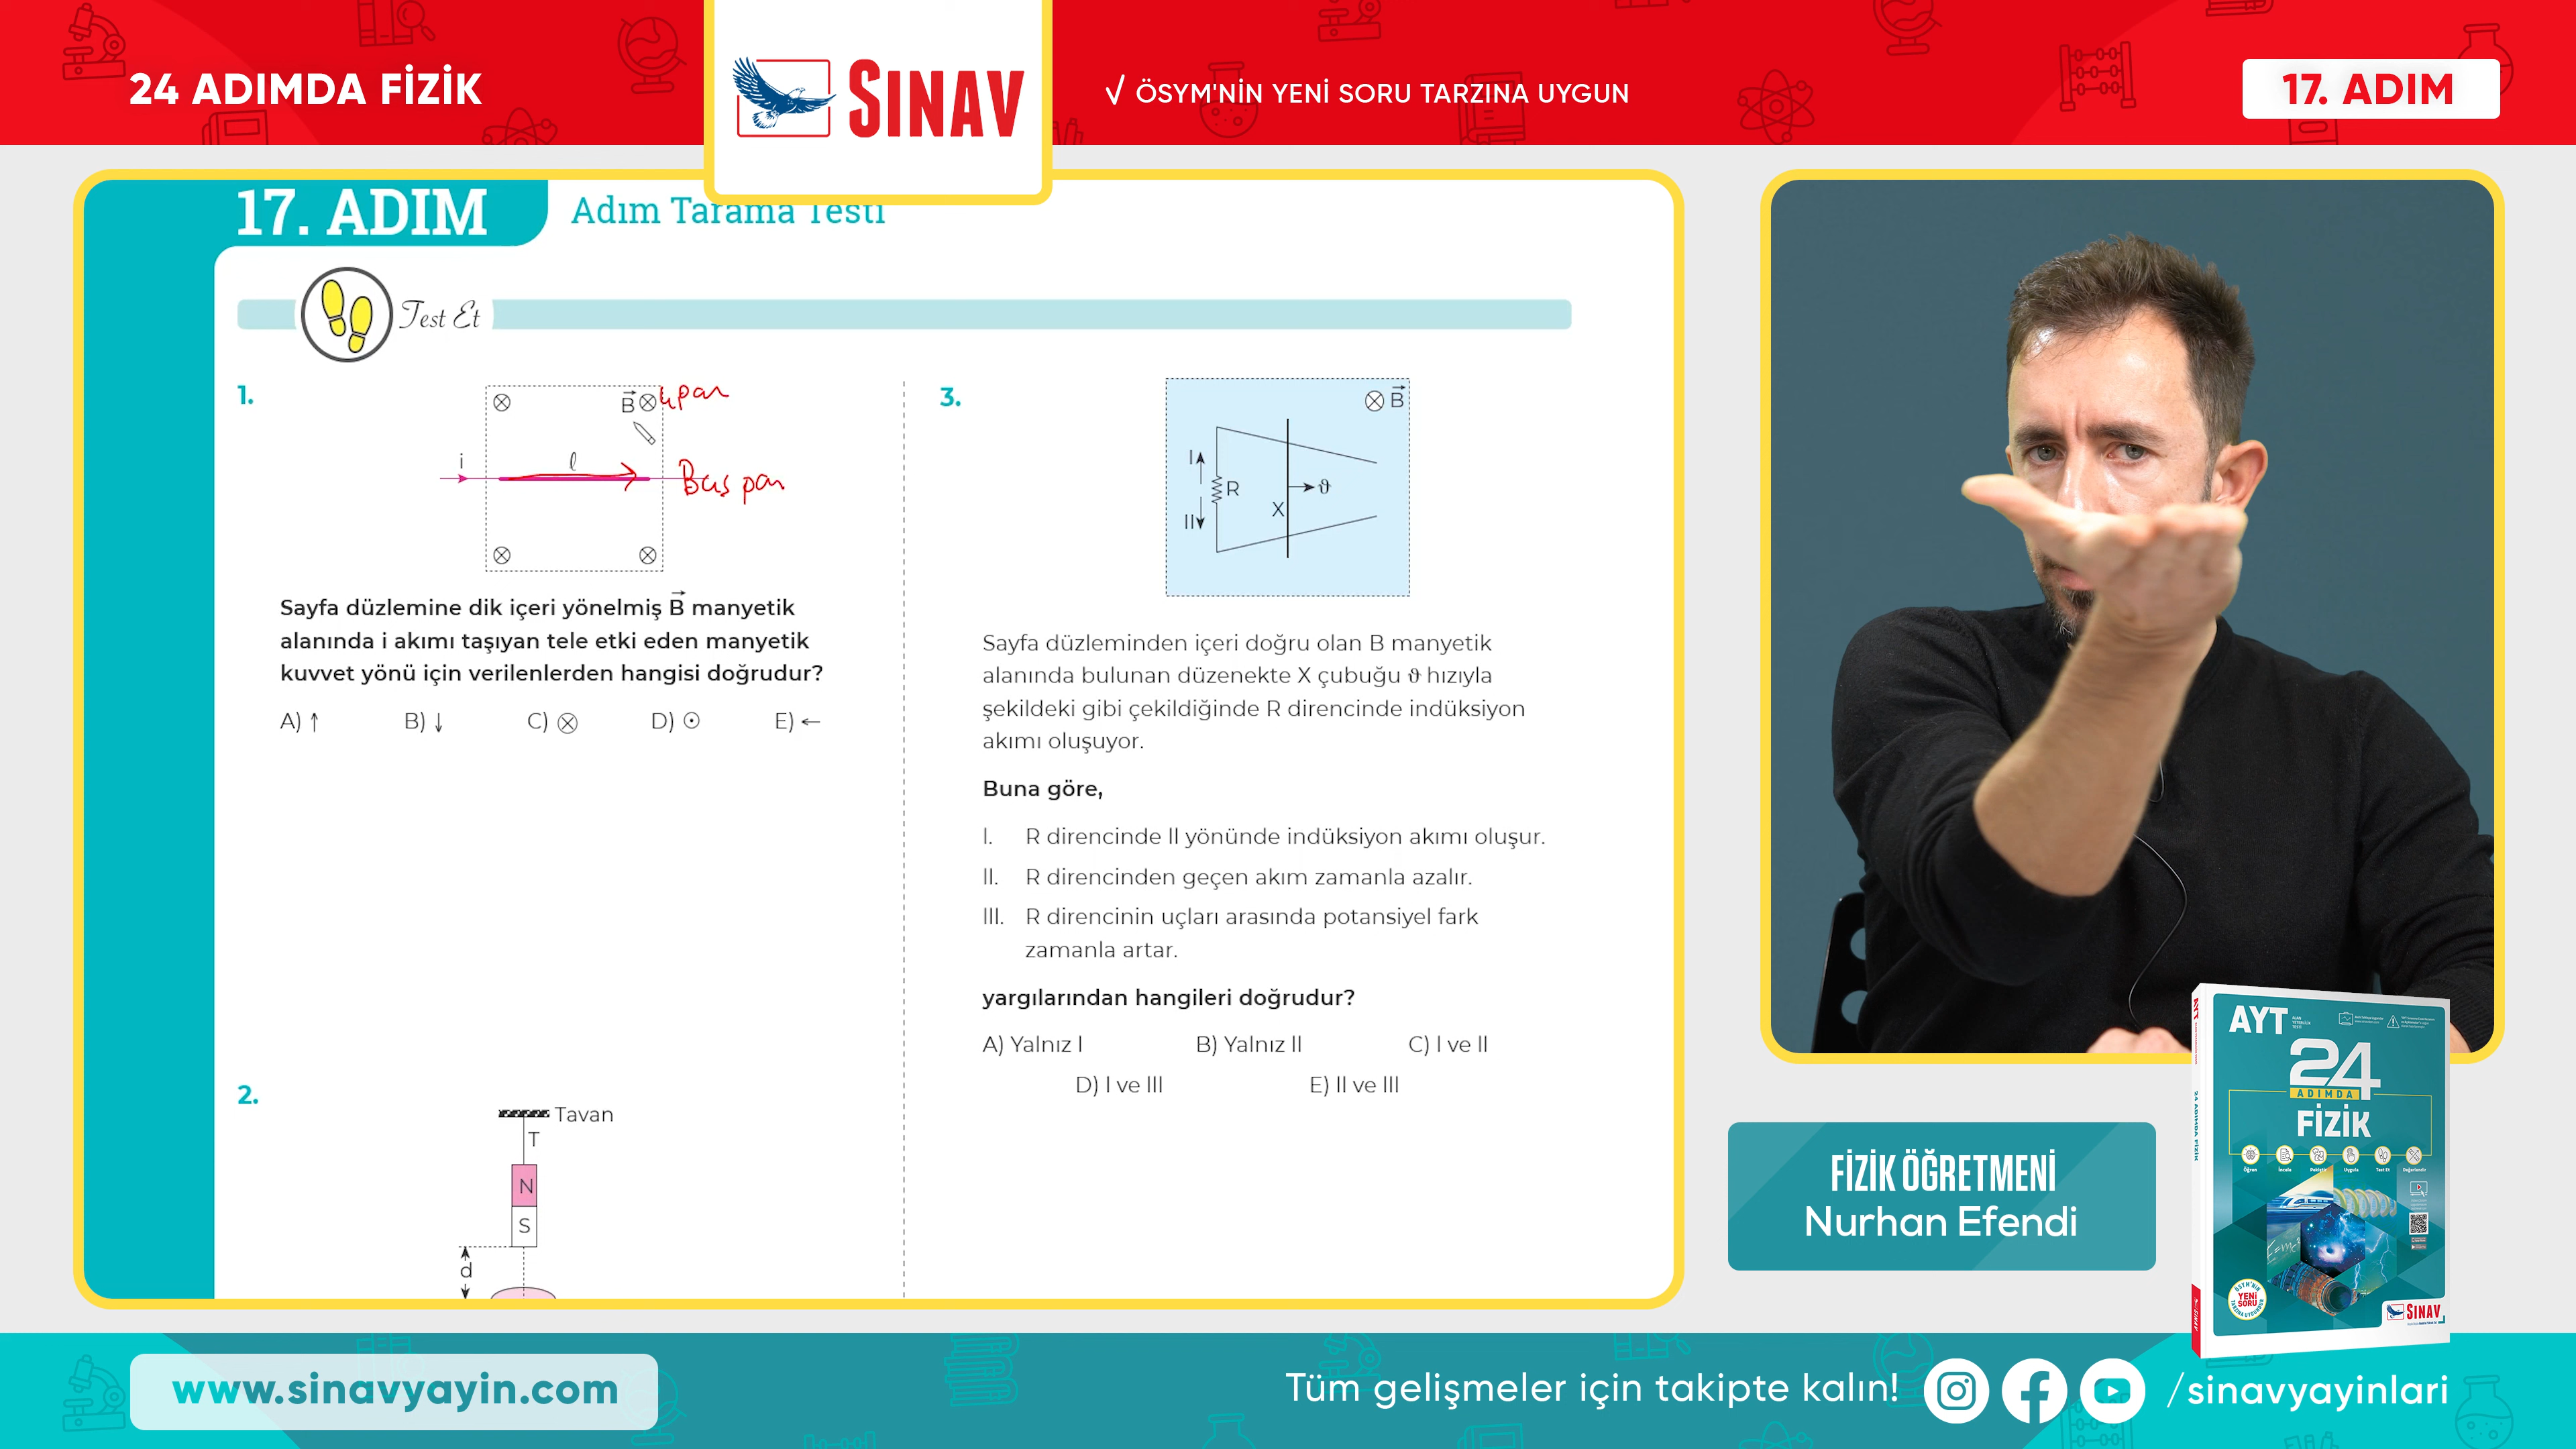 24 ADIMDA FİZİK
SINAV
√ ÖSYM'NİN YENİ SORU TARZINA UYGUN
17. ADIM
17. ADIM
Adım Tarama Testi
Test Et
1.
B
4 par
i
ℓ
Baş par
Sayfa düzlemine dik içeri yönelmiş B manyetik
alanında i akımı taşıyan tele etki eden manyetik
kuvvet yönü için verilenlerden hangisi doğrudur?
A) ↑ B) ↓ C) ⊗ D) ⊙ E) ←
2.
Tavan
T
N
S
d
3.
B
I
R
II
X
ϑ
Sayfa düzleminden içeri doğru olan B manyetik
alanında bulunan düzenekte X çubuğu ϑ hızıyla
şekildeki gibi çekildiğinde R direncinde indüksiyon
akımı oluşuyor.
Buna göre,
I. R direncinde II yönünde indüksiyon akımı oluşur.
II. R direncinden geçen akım zamanla azalır.
III. R direncinin uçları arasında potansiyel fark
zamanla artar.
yargılarından hangileri doğrudur?
A) Yalnız I B) Yalnız II C) I ve II
D) I ve III E) II ve III
FİZİK ÖĞRETMENİ
Nurhan Efendi
AYT
24
ADIMDA
FİZİK
YENİ
SORU
SINAV
www.sinavyayin.com
Tüm gelişmeler için takipte kalın!
/sinavyayinlari